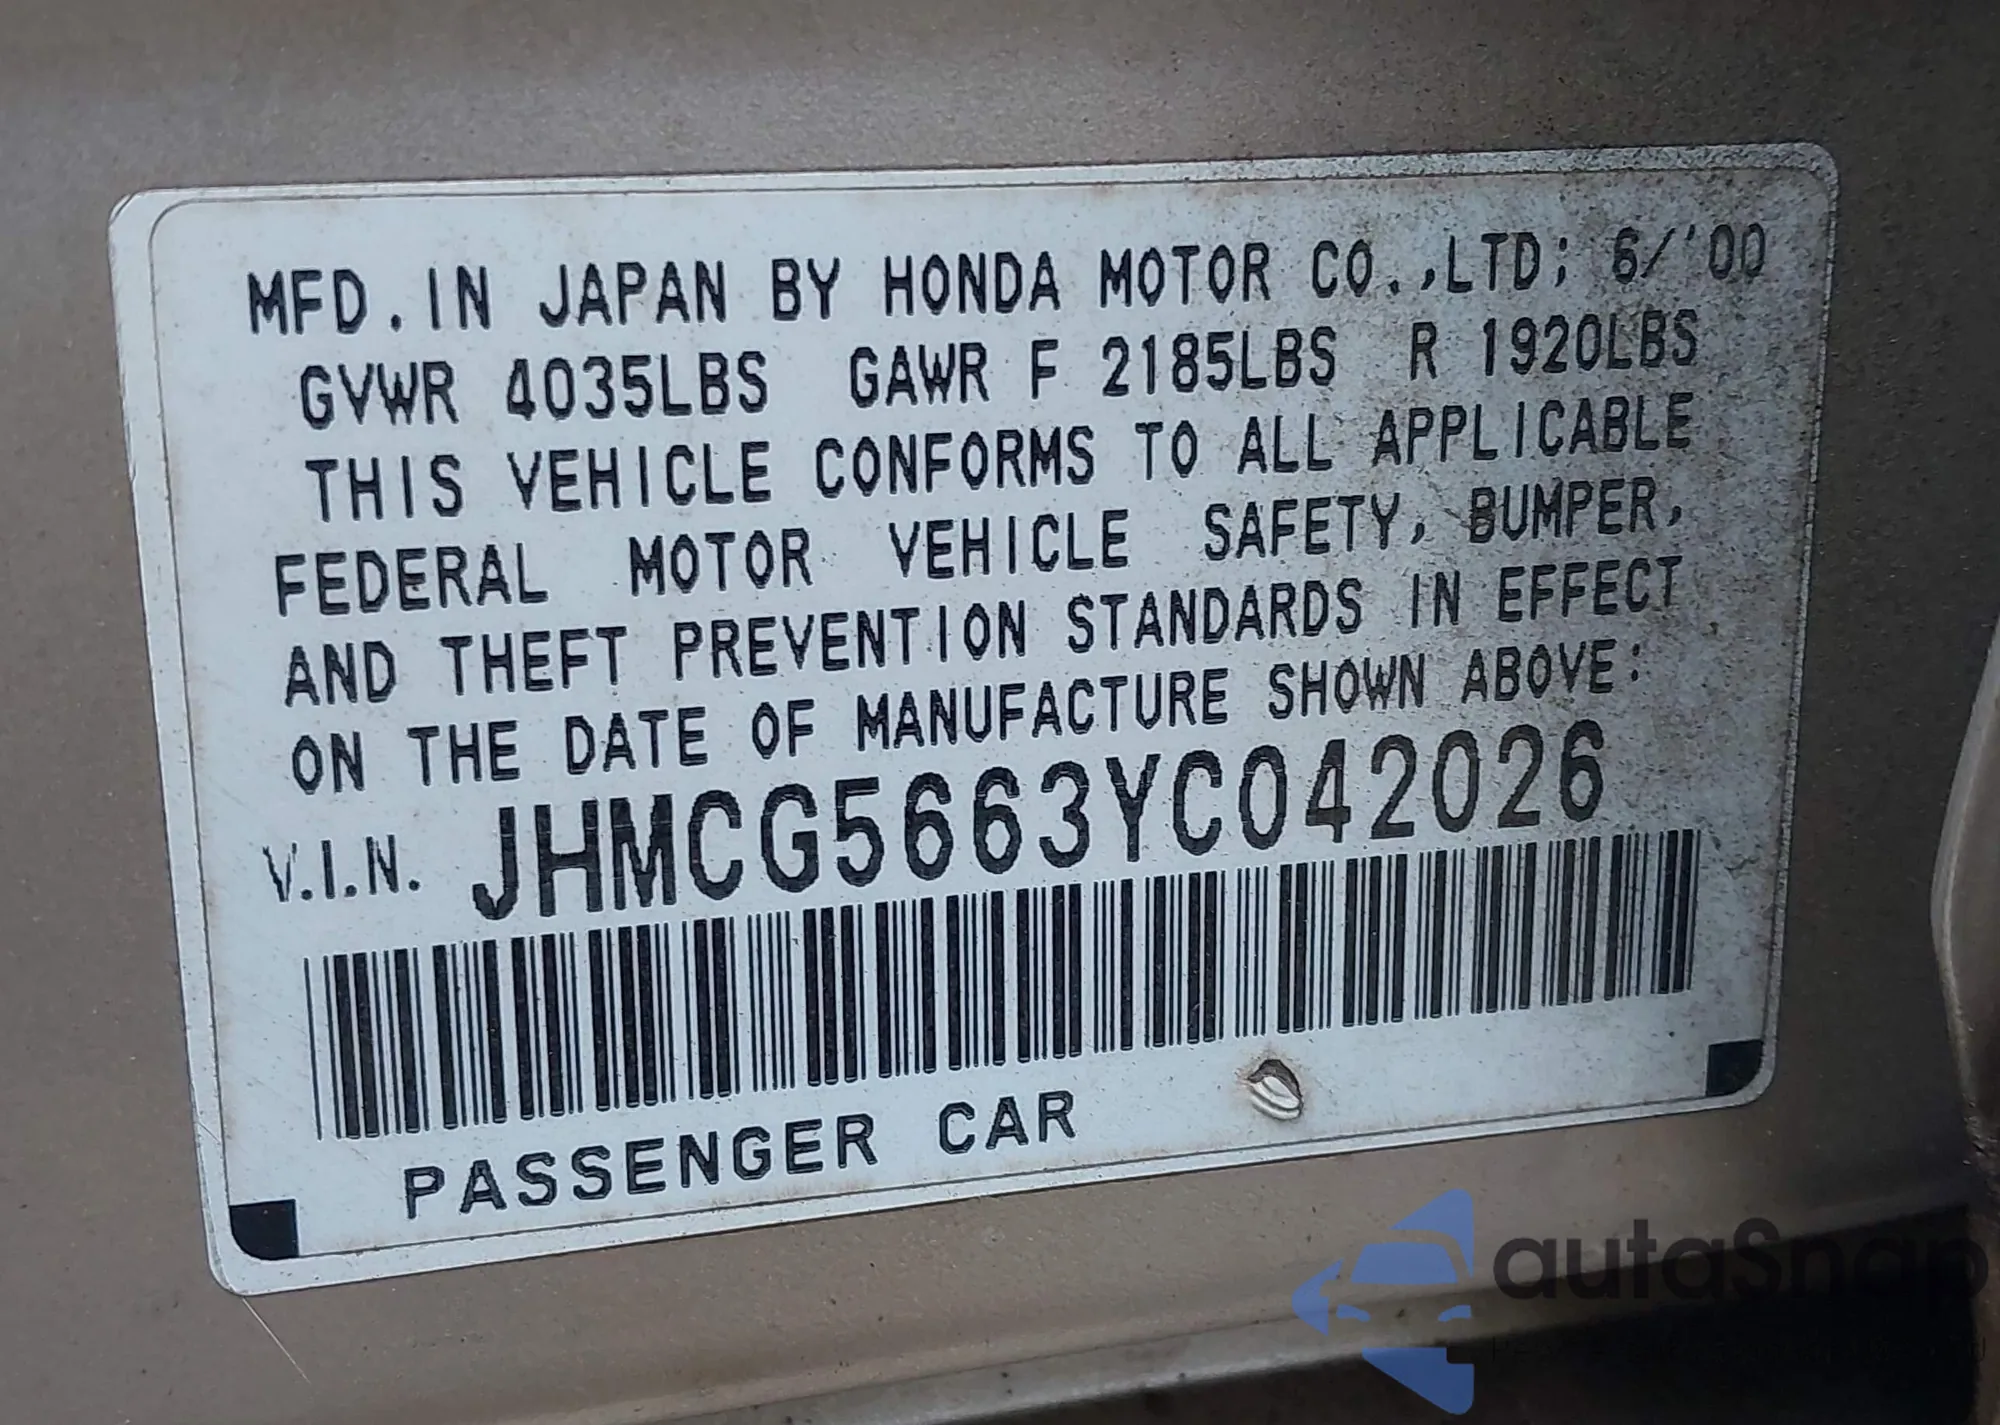 MFD. IN JAPAN BY HONDA MOTOR CO.,LTD; 6/'00
GVWR 4035LBS GAWR F 2185LBS R 1920LBS
THIS VEHICLE CONFORMS TO ALL APPLICABLE
FEDERAL MOTOR VEHICLE SAFETY, BUMPER,
AND THEFT PREVENTION STANDARDS IN EFFECT
ON THE DATE OF MANUFACTURE SHOWN ABOVE:
V.I.N. JHMCG5663YC042026
PASSENGER CAR
autaSnap